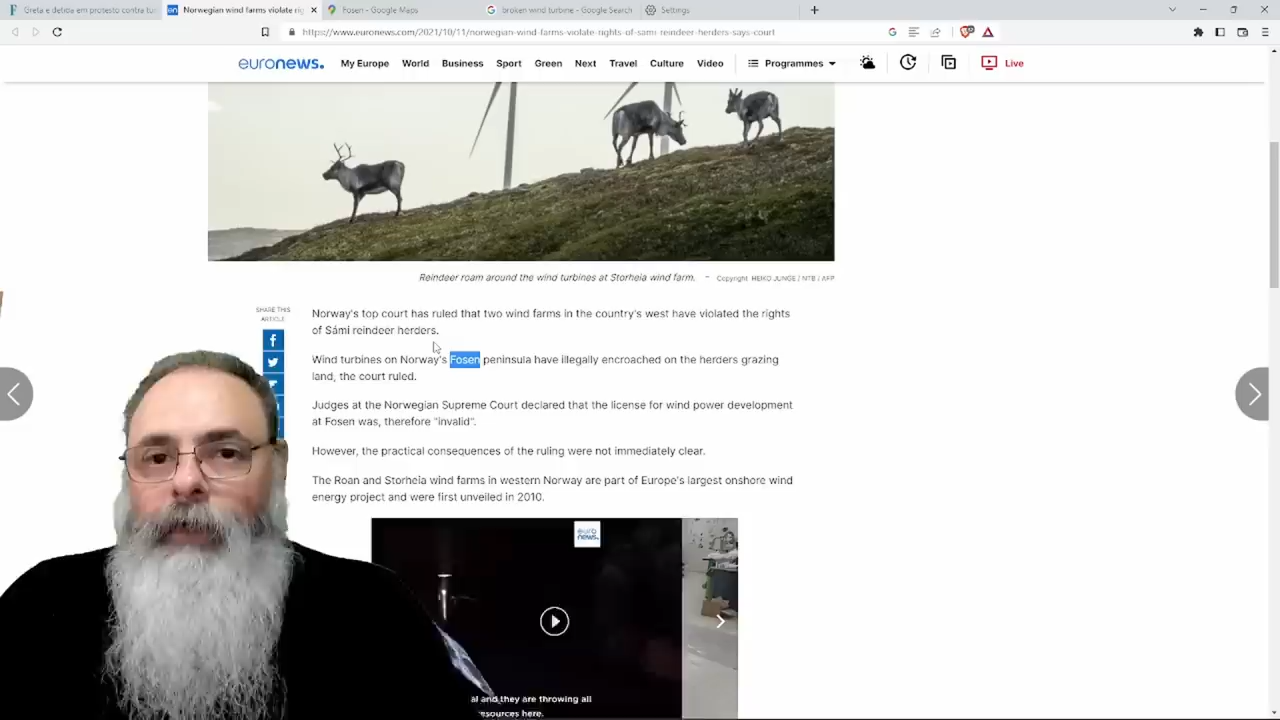 Greta é detida em protesto contra tur
Norwegian wind farms violate rig
Fosen - Google Maps
broken wind turbine - Google Search
Settings
https://www.euronews.com/2021/10/11/norwegian-wind-farms-violate-rights-of-sami-reindeer-herders-says-court
euronews.
My Europe World Business Sport Green Next Travel Culture Video Programmes Live
Reindeer roam around the wind turbines at Storheia wind farm. - Copyright HEIKO JUNGE / NTB / AFP
SHARE THIS
ARTICLE
Norway's top court has ruled that two wind farms in the country's west have violated the rights
of Sámi reindeer herders.
Wind turbines on Norway's Fosen peninsula have illegally encroached on the herders grazing
land, the court ruled.
Judges at the Norwegian Supreme Court declared that the license for wind power development
at Fosen was, therefore "invalid".
However, the practical consequences of the ruling were not immediately clear.
The Roan and Storheia wind farms in western Norway are part of Europe's largest onshore wind
energy project and were first unveiled in 2010.
euro
news.
al and they are throwing all
esources here.